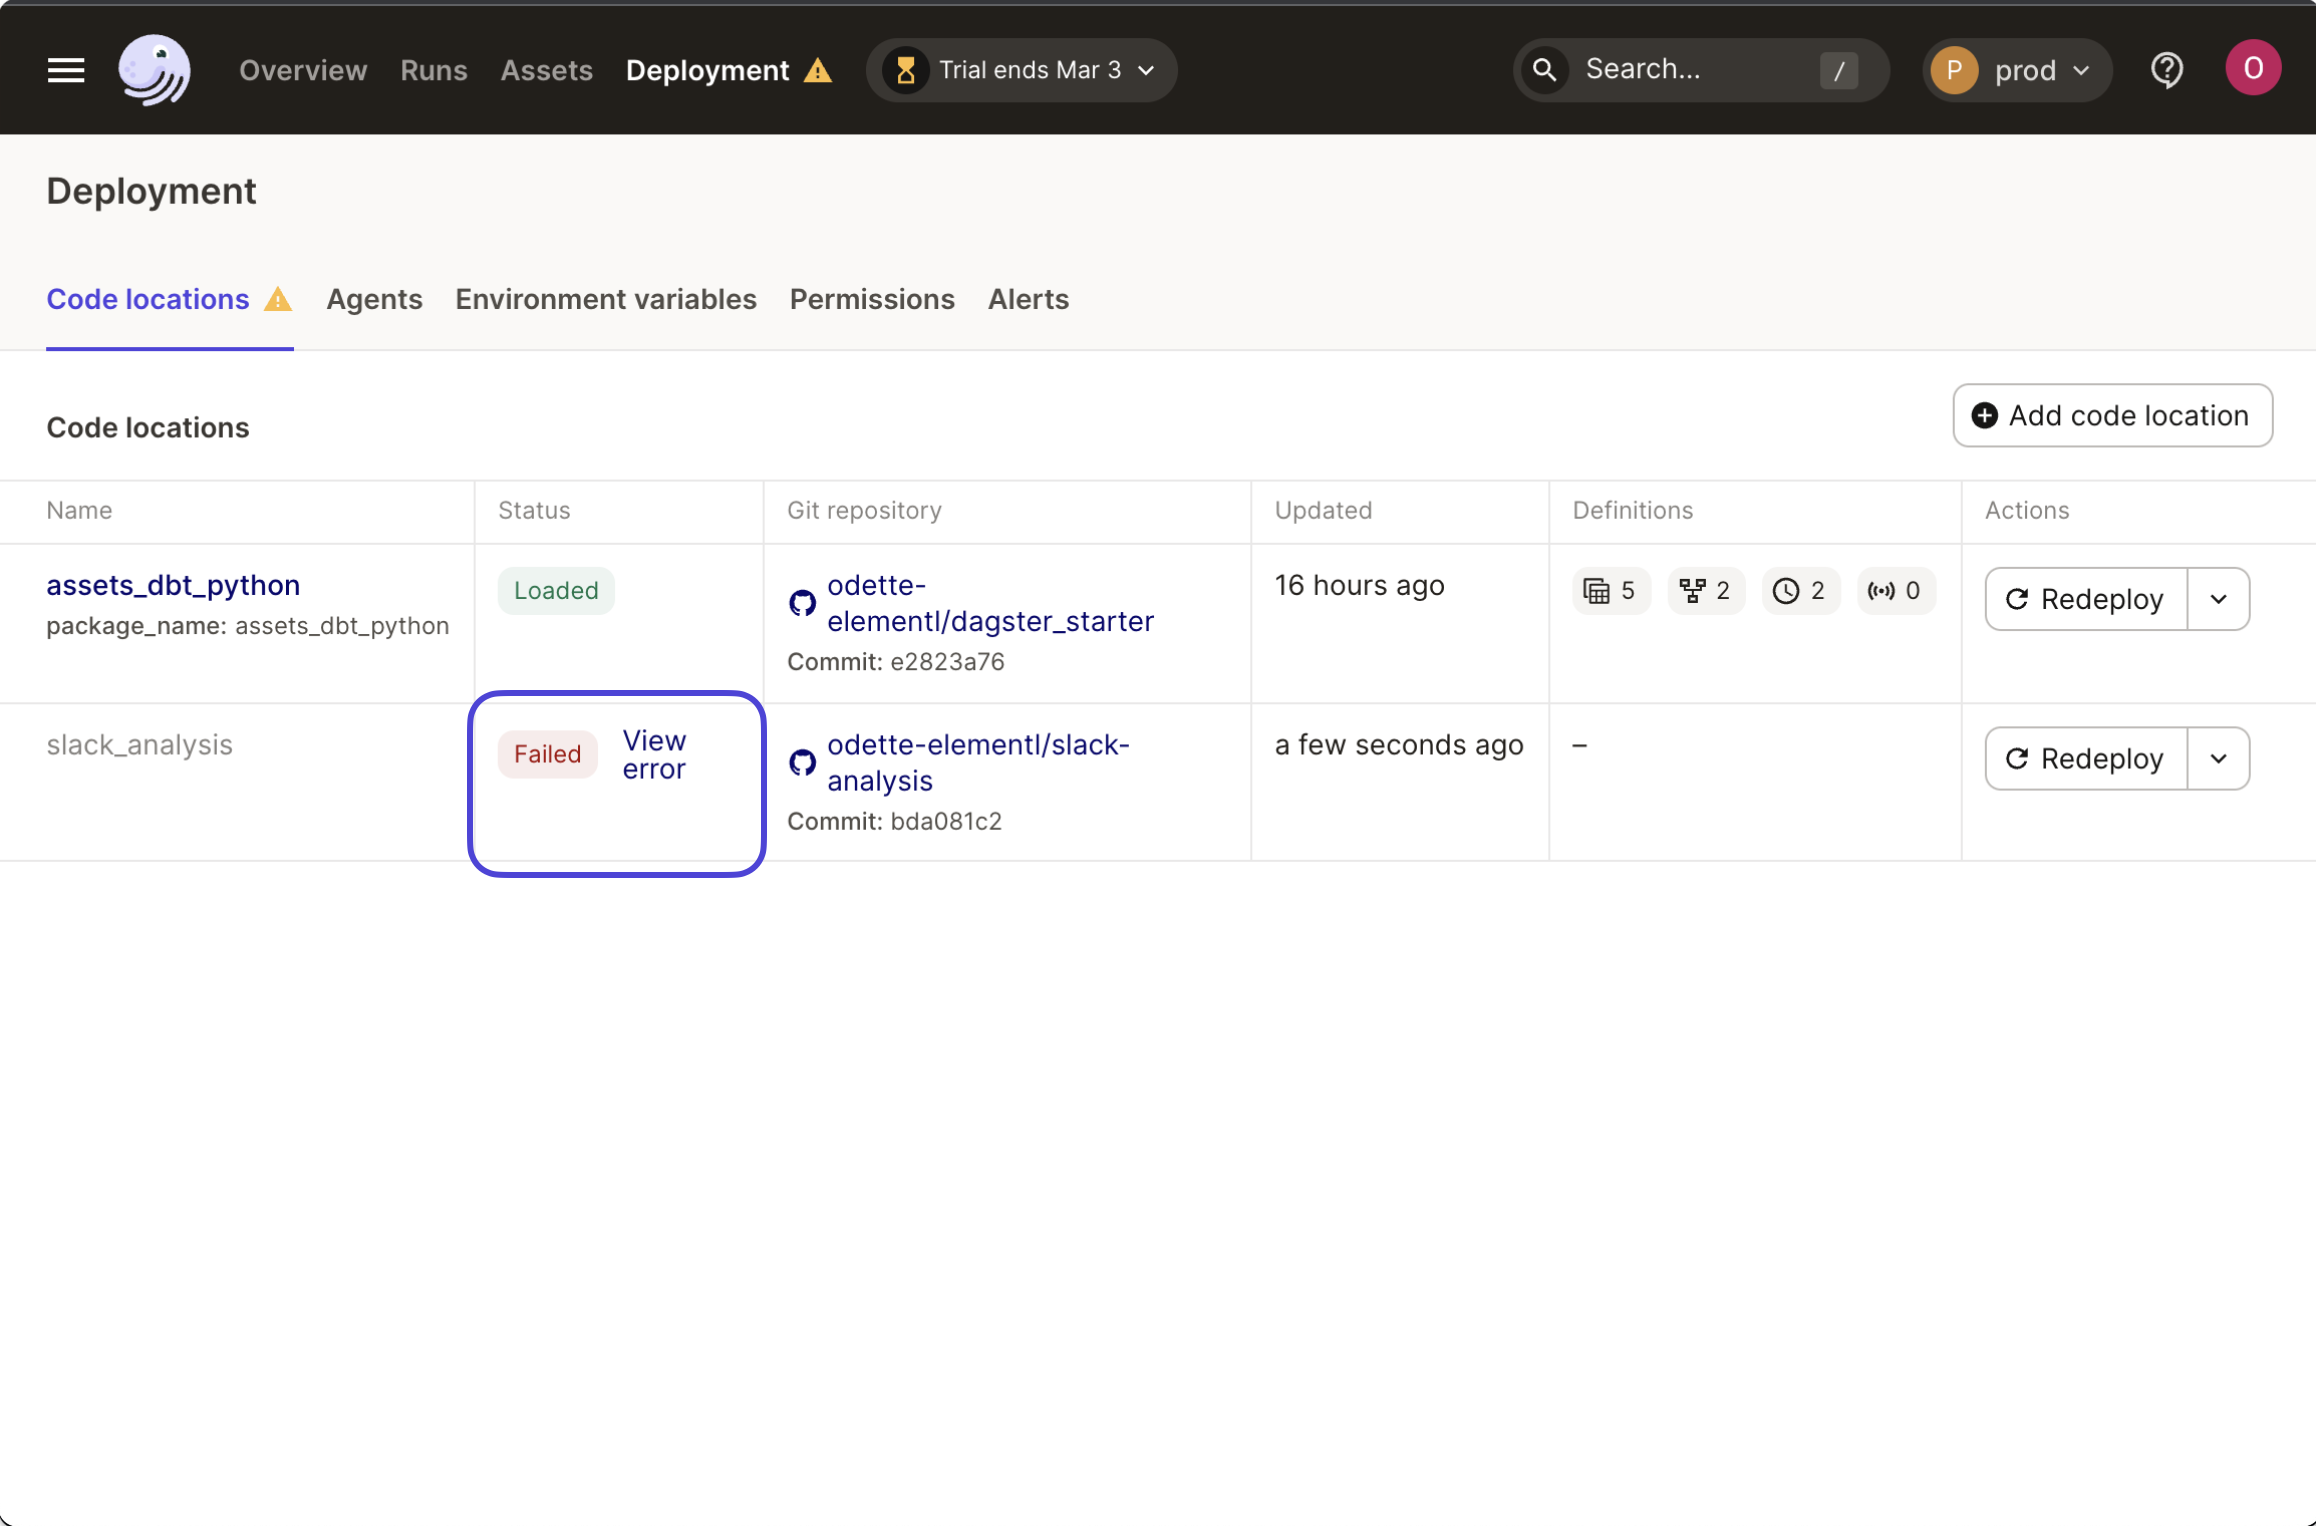 Overview Runs Assets Deployment Trial ends Mar 3 Search... / P prod O
Deployment
Code locations Agents Environment variables Permissions Alerts
Code locations Add code location
Name Status Git repository Updated Definitions Actions
assets_dbt_python Loaded odette- 16 hours ago 5 2 2 0 Redeploy
package_name: assets_dbt_python elementl/dagster_starter
Commit: e2823a76
slack_analysis Failed View odette-elementl/slack- a few seconds ago – Redeploy
error analysis
Commit: bda081c2